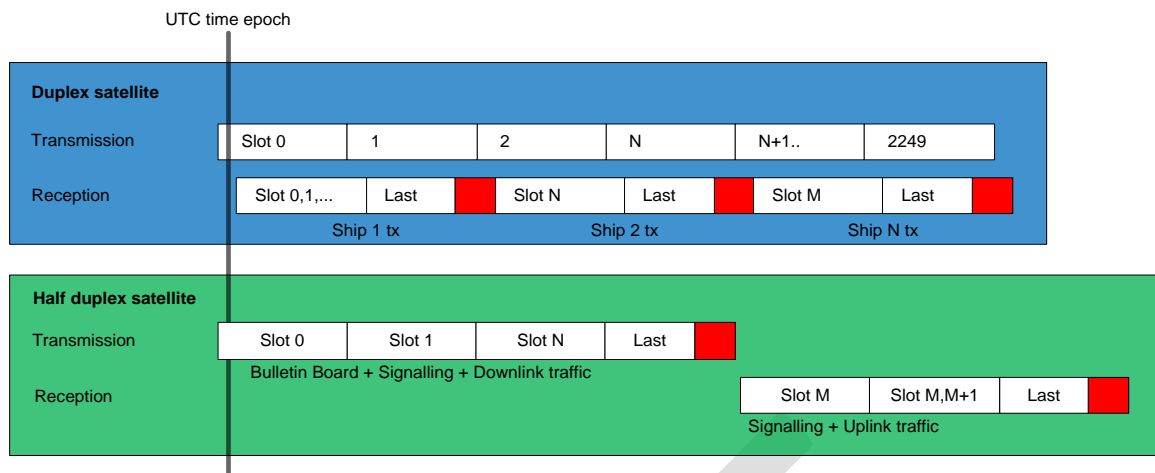 UTC time epoch
Duplex satellite
Transmission Slot 0 1 2 N N+1.. 2249
Reception Slot 0,1,... Last Slot N Last Slot M Last
Ship 1 tx Ship 2 tx Ship N tx
Half duplex satellite
Transmission Slot 0 Slot 1 Slot N Last
Bulletin Board + Signalling + Downlink traffic
Reception Slot M Slot M,M+1 Last
Signalling + Uplink traffic